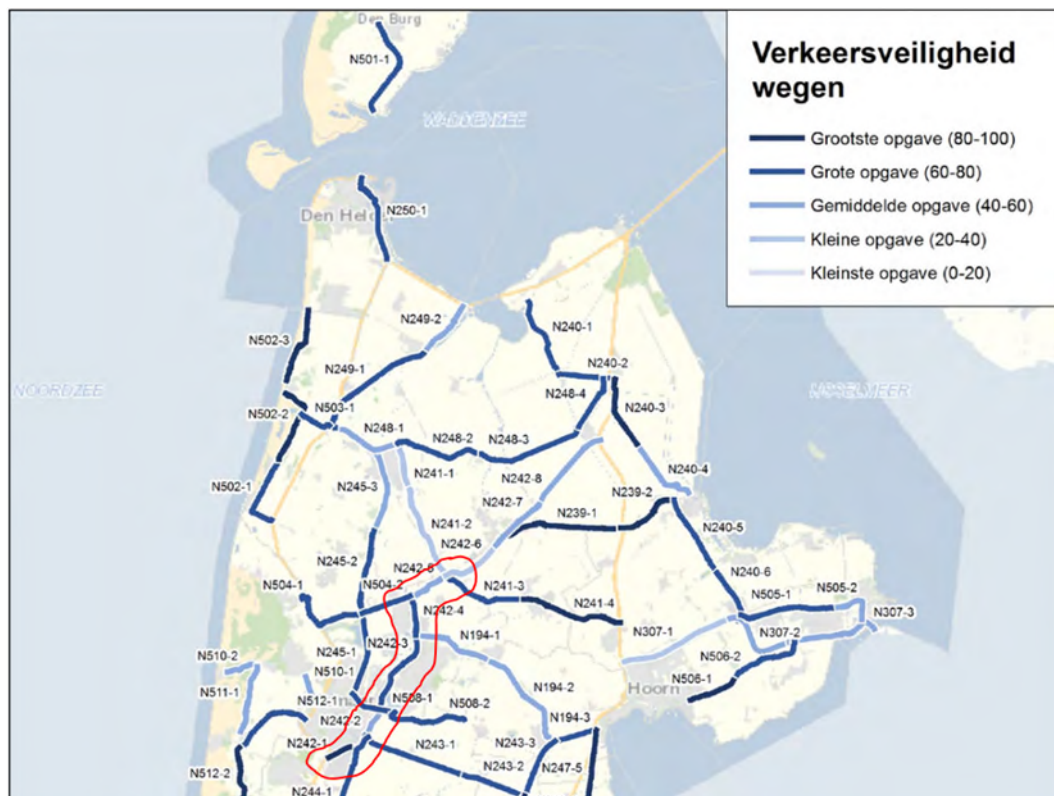 Den Burg
N501-1
WADDENZEE
Verkeersveiligheid
wegen
Grootste opgave (80-100)
Grote opgave (60-80)
Gemiddelde opgave (40-60)
Kleine opgave (20-40)
Kleinste opgave (0-20)
Den Helder
N250-1
N249-2
N240-1
N502-3
N249-1
N240-2
NOORDZEE
IJSSELMEER
N248-4
N503-1
N502-2
N240-3
N248-1
N248-2
N248-3
N240-4
N241-1
N242-8
N245-3
N239-2
N502-1
N242-7
N239-1
N241-2
N240-5
N242-6
N245-2
N242-5
N240-6
N504-1
N504-2
N241-3
N505-2
N505-1
N242-4
N241-4
N307-3
N307-1
N194-1
N307-2
N242-3
N245-1
N510-2
N506-2
N510-1
N506-1
N511-1
N194-2
Hoorn
N508-1
N512-1
N508-2
N242-2
N194-3
N242-1
N243-1
N243-3
N243-2
N247-5
N512-2
N244-1